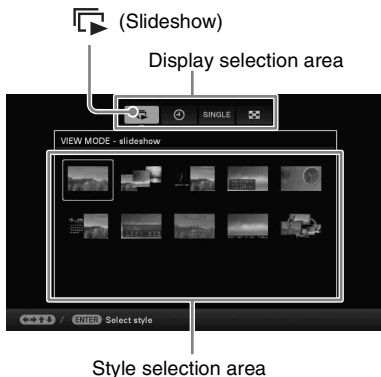 (Slideshow)
Display selection area
SINGLE
VIEW MODE - slideshow
/ ENTER Select style
Style selection area